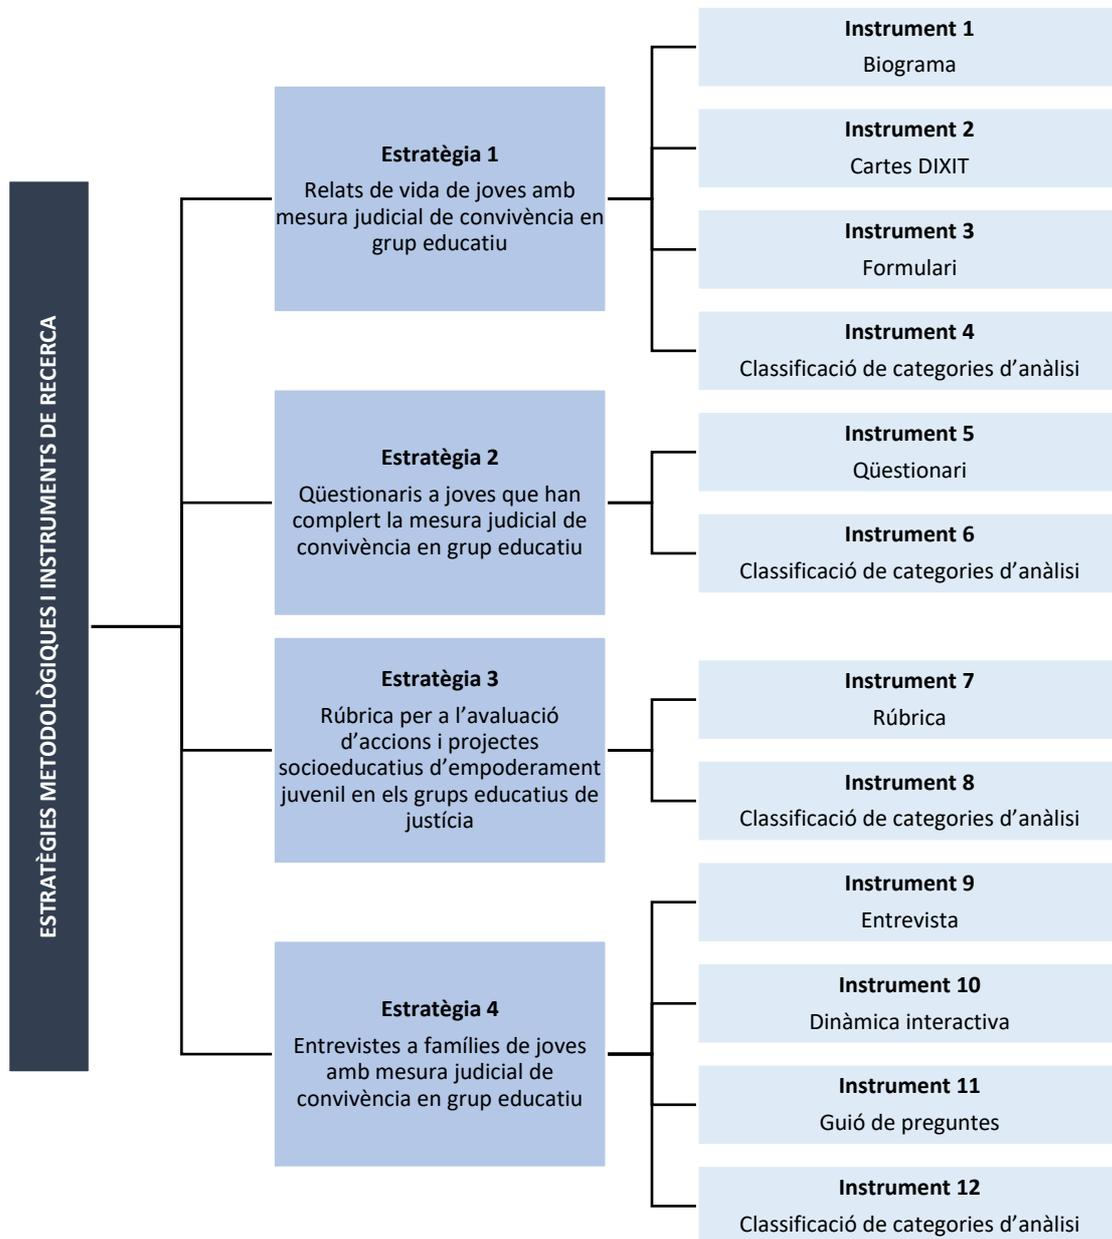 ESTRATÈGIES METODOLÒGIQUES I INSTRUMENTS DE RECERCA
Estratègia 1
Relats de vida de joves amb
mesura judicial de convivència en
grup educatiu
Instrument 1
Biograma
Instrument 2
Cartes DIXIT
Instrument 3
Formulari
Instrument 4
Classificació de categories d’anàlisi
Estratègia 2
Qüestionaris a joves que han
complert la mesura judicial de
convivència en grup educatiu
Instrument 5
Qüestionari
Instrument 6
Classificació de categories d’anàlisi
Estratègia 3
Rúbrica per a l’avaluació
d’accions i projectes
socioeducatius d’empoderament
juvenil en els grups educatius de
justícia
Instrument 7
Rúbrica
Instrument 8
Classificació de categories d’anàlisi
Estratègia 4
Entrevistes a famílies de joves
amb mesura judicial de
convivència en grup educatiu
Instrument 9
Entrevista
Instrument 10
Dinàmica interactiva
Instrument 11
Guió de preguntes
Instrument 12
Classificació de categories d’anàlisi